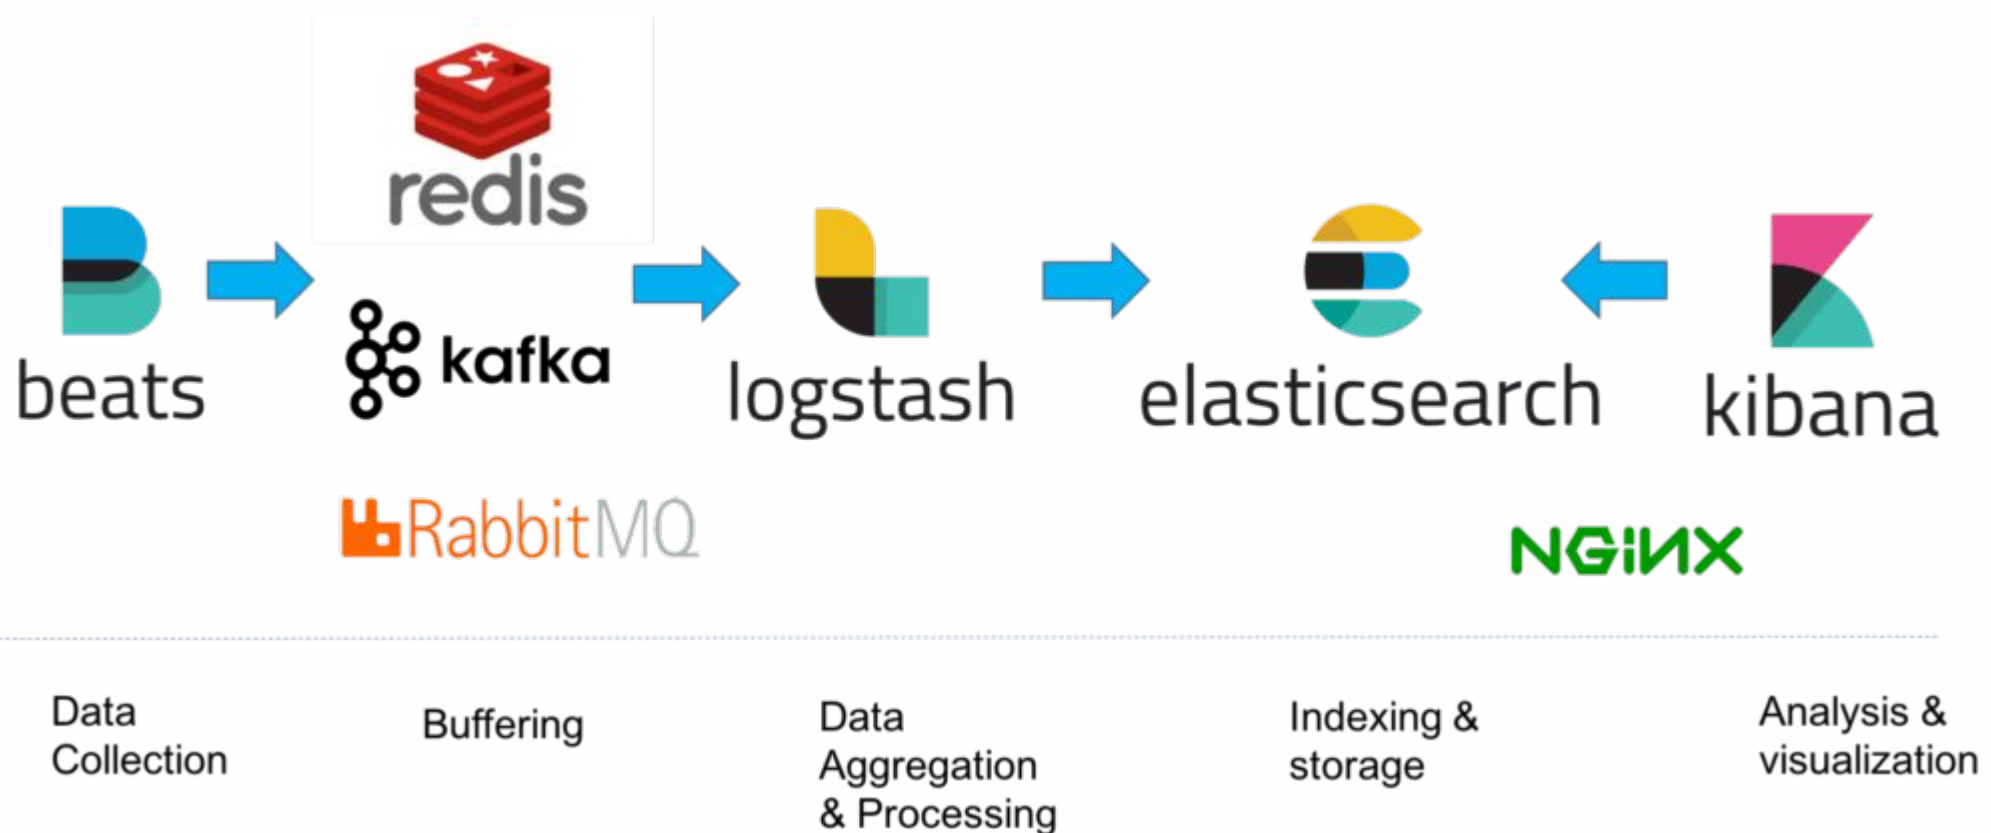 redis
beats
kafka
logstash
elasticsearch
kibana
RabbitMQ
NGiNX
Data
Collection
Buffering
Data
Aggregation
& Processing
Indexing &
storage
Analysis &
visualization